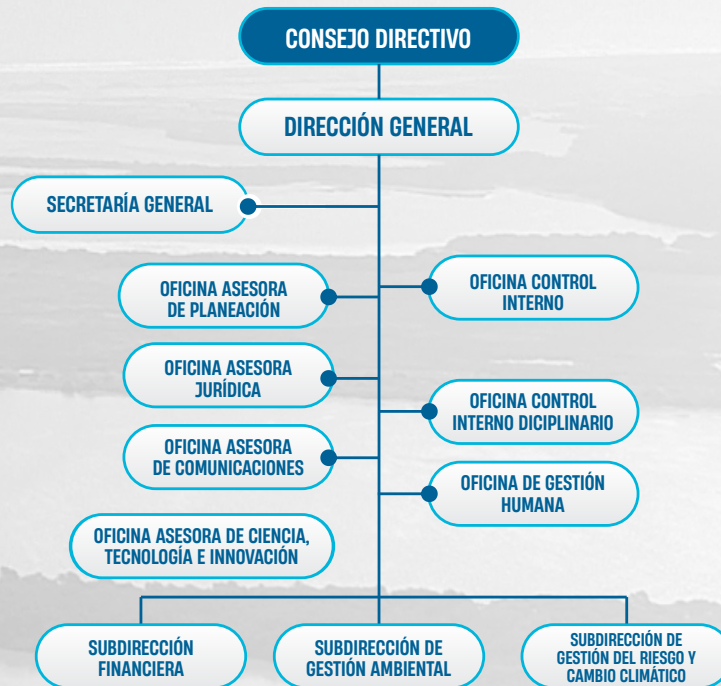 CONSEJO DIRECTIVO
DIRECCIÓN GENERAL
SECRETARÍA GENERAL
OFICINA ASESORA
DE PLANEACIÓN
OFICINA CONTROL
INTERNO
OFICINA ASESORA
JURÍDICA
OFICINA CONTROL
INTERNO DICIPLINARIO
OFICINA ASESORA
DE COMUNICACIONES
OFICINA DE GESTIÓN
HUMANA
OFICINA ASESORA DE CIENCIA,
TECNOLOGÍA E INNOVACIÓN
SUBDIRECCIÓN
FINANCIERA
SUBDIRECCIÓN DE
GESTIÓN AMBIENTAL
SUBDIRECCIÓN DE
GESTIÓN DEL RIESGO Y
CAMBIO CLIMÁTICO